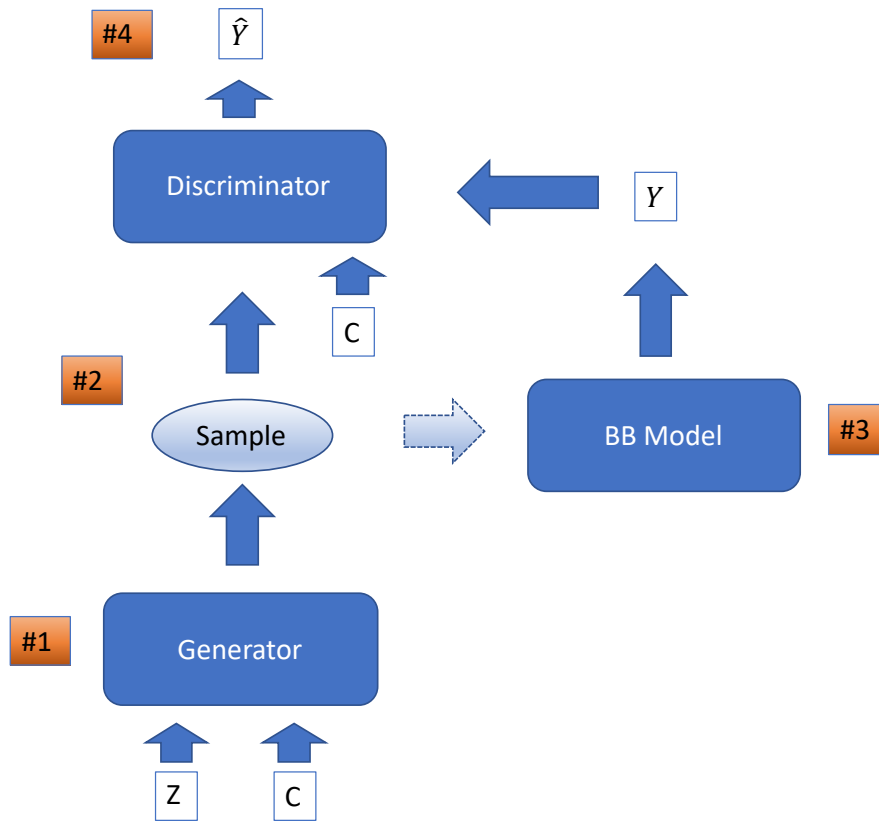 #4
Ŷ
Discriminator
Y
C
#2
Sample
BB Model
#3
#1
Generator
Z
C